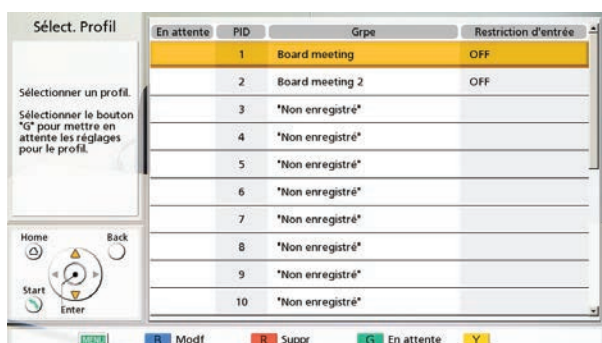 Sélect. Profil
Sélectionner un profil.
Sélectionner le bouton
"G" pour mettre en
attente les réglages
pour le profil.
Home
Back
Start
Enter
En attente PID Grpe Restriction d'entrée
1 Board meeting OFF
2 Board meeting 2 OFF
3 "Non enregistré"
4 "Non enregistré"
5 "Non enregistré"
6 "Non enregistré"
7 "Non enregistré"
8 "Non enregistré"
9 "Non enregistré"
10 "Non enregistré"
MENU B Modf R Suppr G En attente Y